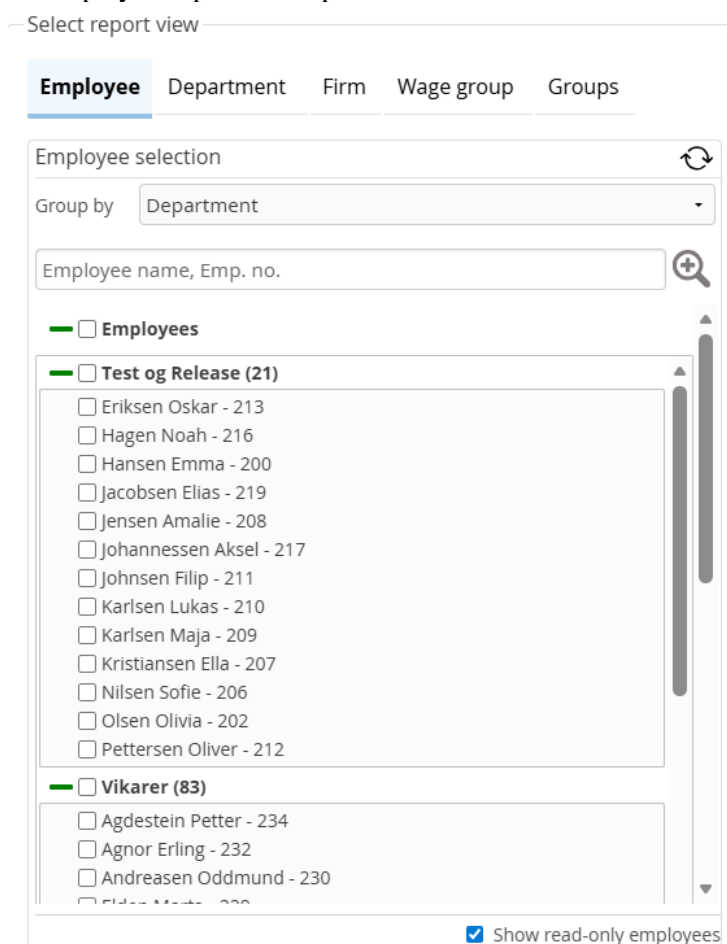 Select report view
Employee Department Firm Wage group Groups
Employee selection
Group by Department
Employee name, Emp. no.
Employees
Test og Release (21)
Eriksen Oskar - 213
Hagen Noah - 216
Hansen Emma - 200
Jacobsen Elias - 219
Jensen Amalie - 208
Johannessen Aksel - 217
Johnsen Filip - 211
Karlsen Lukas - 210
Karlsen Maja - 209
Kristiansen Ella - 207
Nilsen Sofie - 206
Olsen Olivia - 202
Pettersen Oliver - 212
Vikarer (83)
Agdestein Petter - 234
Agnor Erling - 232
Andreasen Oddmund - 230
Show read-only employees